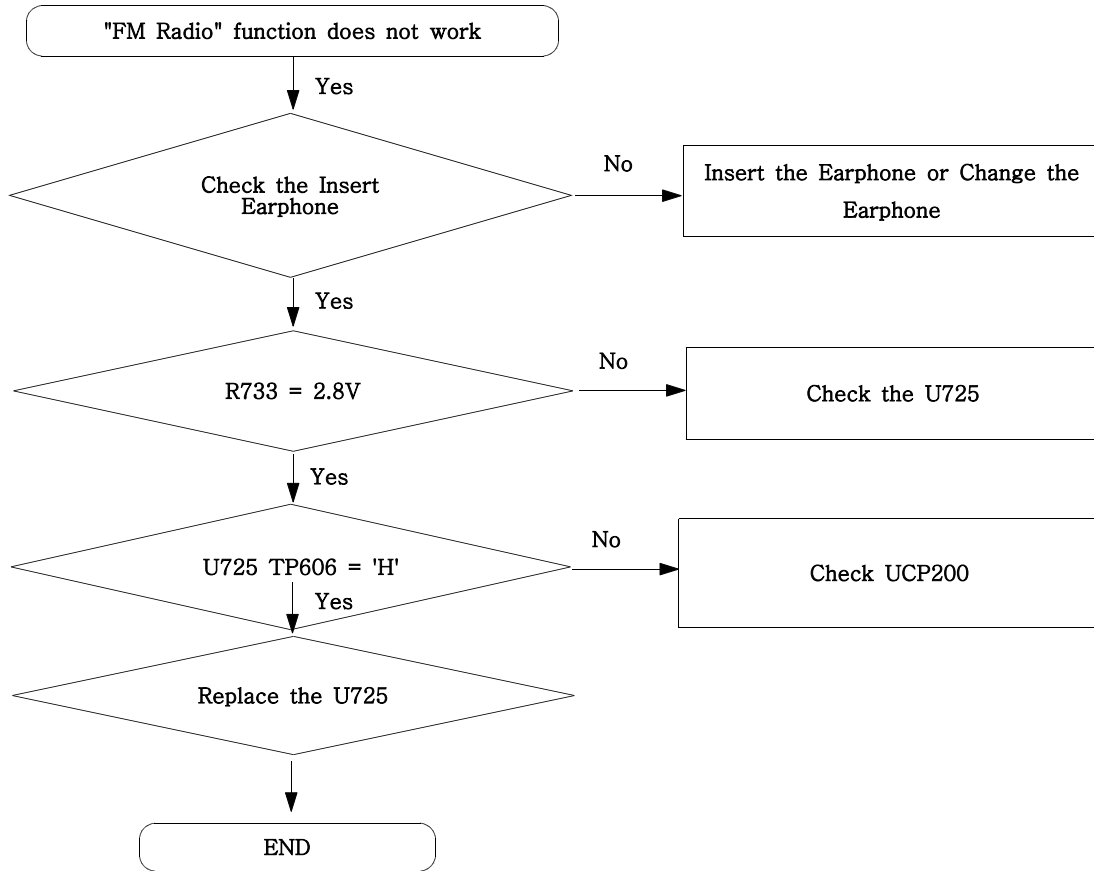 "FM Radio" function does not work
Yes
Check the Insert
Earphone
No
Insert the Earphone or Change the
Earphone
Yes
R733 = 2.8V
No
Check the U725
Yes
U725 TP606 = 'H'
No
Check UCP200
Yes
Replace the U725
END